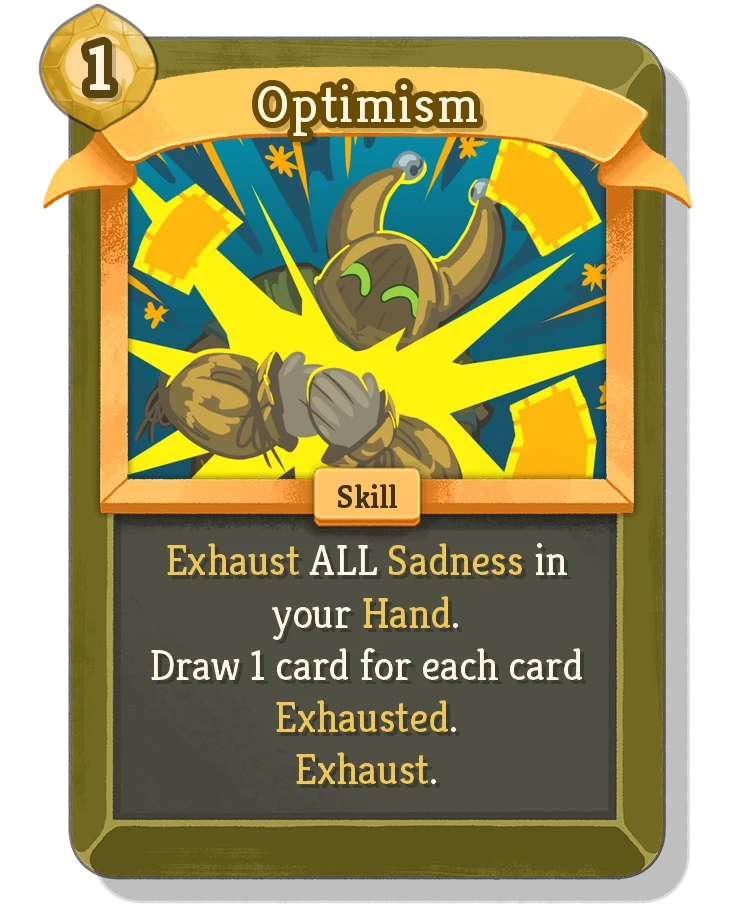 1
Optimism
Skill
Exhaust ALL Sadness in
your Hand.
Draw 1 card for each card
Exhausted.
Exhaust.